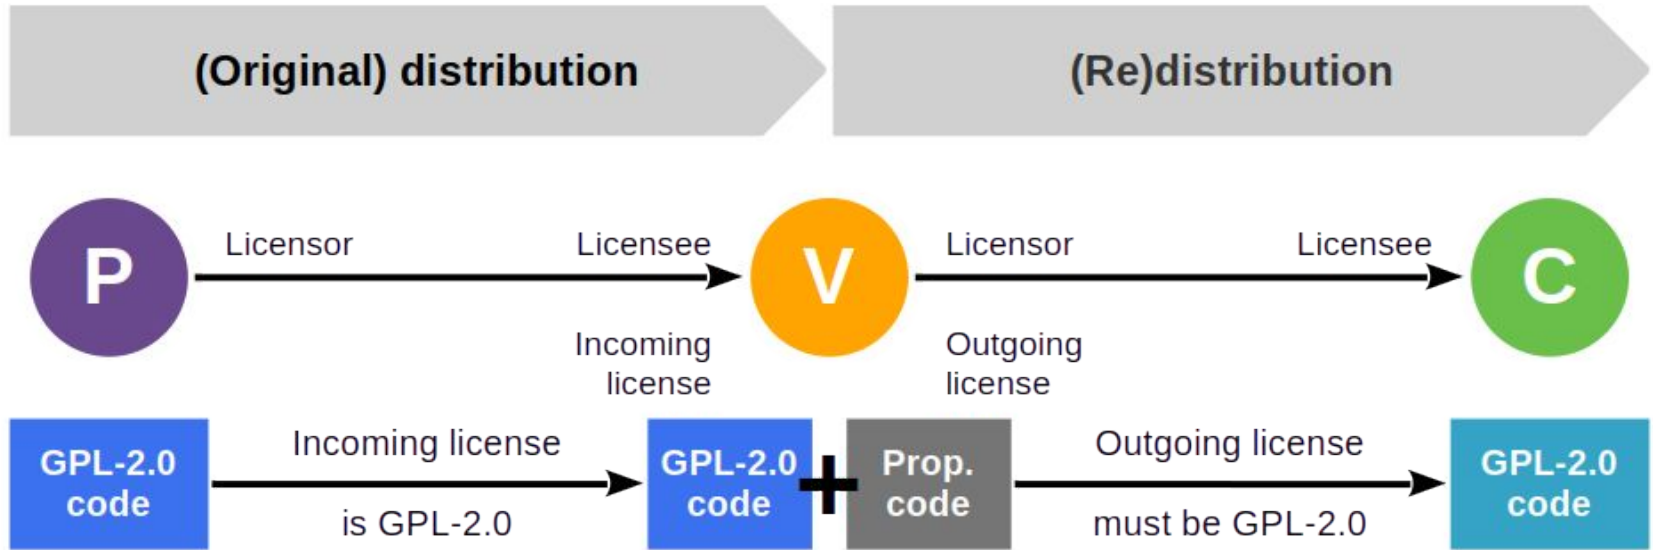 (Original) distribution
(Re)distribution
P
Licensor
Licensee
V
Licensor
Licensee
C
Incoming
license
Outgoing
license
GPL-2.0
code
Incoming license
is GPL-2.0
GPL-2.0
code
+
Prop.
code
Outgoing license
must be GPL-2.0
GPL-2.0
code